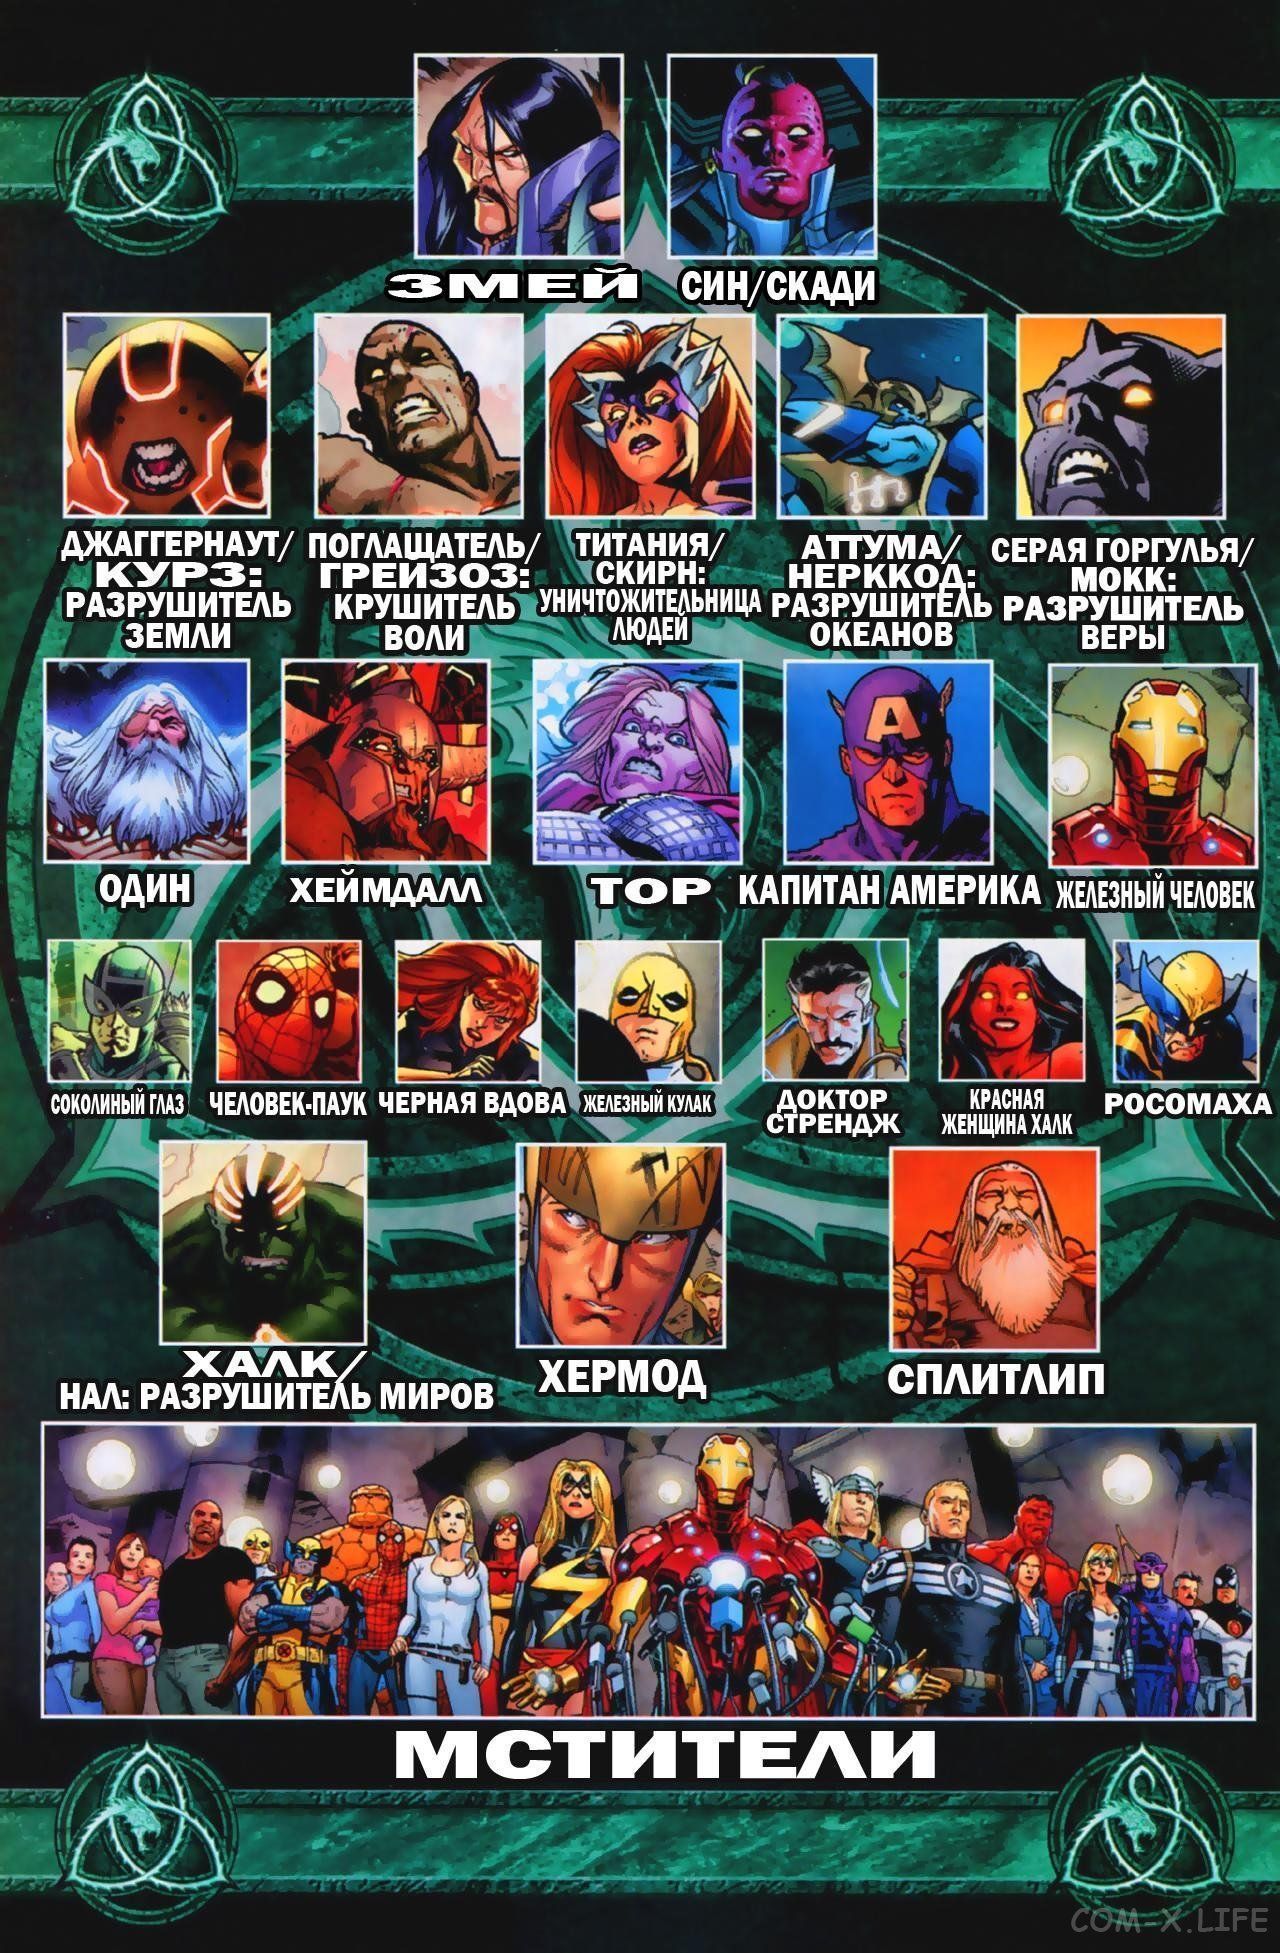 ЗМЕЙ
СИН/СКАДИ
ДЖАГГЕРНАУТ/
КУРЗ:
РАЗРУШИТЕЛЬ
ЗЕМЛИ
ПОГЛАЩАТЕЛЬ/
ГРЕЙЗОЗ:
КРУШИТЕЛЬ
ВОЛИ
ТИТАНИЯ/
СКИРН:
УНИЧТОЖИТЕЛЬНИЦА
ЛЮДЕЙ
АТТУМА/
НЕРККОД:
РАЗРУШИТЕЛЬ
ОКЕАНОВ
СЕРАЯ ГОРГУЛЬЯ/
МОКК:
РАЗРУШИТЕЛЬ
ВЕРЫ
ОДИН
ХЕЙМДАЛЛ
ТОР
A
КАПИТАН АМЕРИКА
ЖЕЛЕЗНЫЙ ЧЕЛОВЕК
СОКОЛИНЫЙ ГЛАЗ
ЧЕЛОВЕК-ПАУК
ЧЕРНАЯ ВДОВА
ЖЕЛЕЗНЫЙ КУЛАК
ДОКТОР
СТРЕНДЖ
КРАСНАЯ
ЖЕНЩИНА ХАЛК
РОСОМАХА
ХАЛК/
НАЛ: РАЗРУШИТЕЛЬ МИРОВ
ХЕРМОД
СПЛИТЛИП
МСТИТЕЛИ
COM-X.LIFE